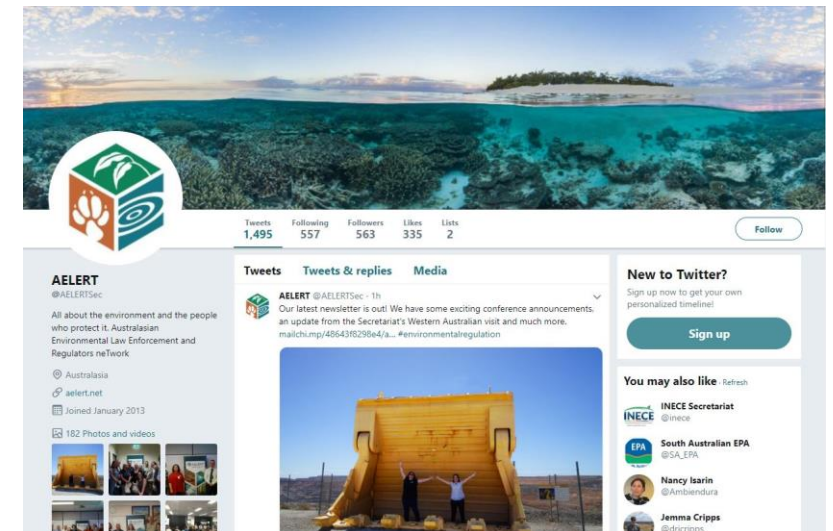 Tweets Following Followers Likes Lists
1,495 557 563 335 2
Follow
AELERT
@AELERTSec
All about the environment and the people
who protect it. Australasian
Environmental Law Enforcement and
Regulators neTwork
Australasia
aelert.net
Joined January 2013
182 Photos and videos
Tweets Tweets & replies Media
AELERT @AELERTSec · 1h
Our latest newsletter is out! We have some exciting conference announcements,
an update from the Secretariat's Western Australian visit and much more.
mailchi.mp/48643f8298e4/a... #environmentalregulation
New to Twitter?
Sign up now to get your own
personalized timeline!
Sign up
You may also like · Refresh
INECE
INECE Secretariat
@inece
EPA
South Australian EPA
@SA_EPA
Nancy Isarin
@Ambiendura
Jemma Cripps
@dricripps